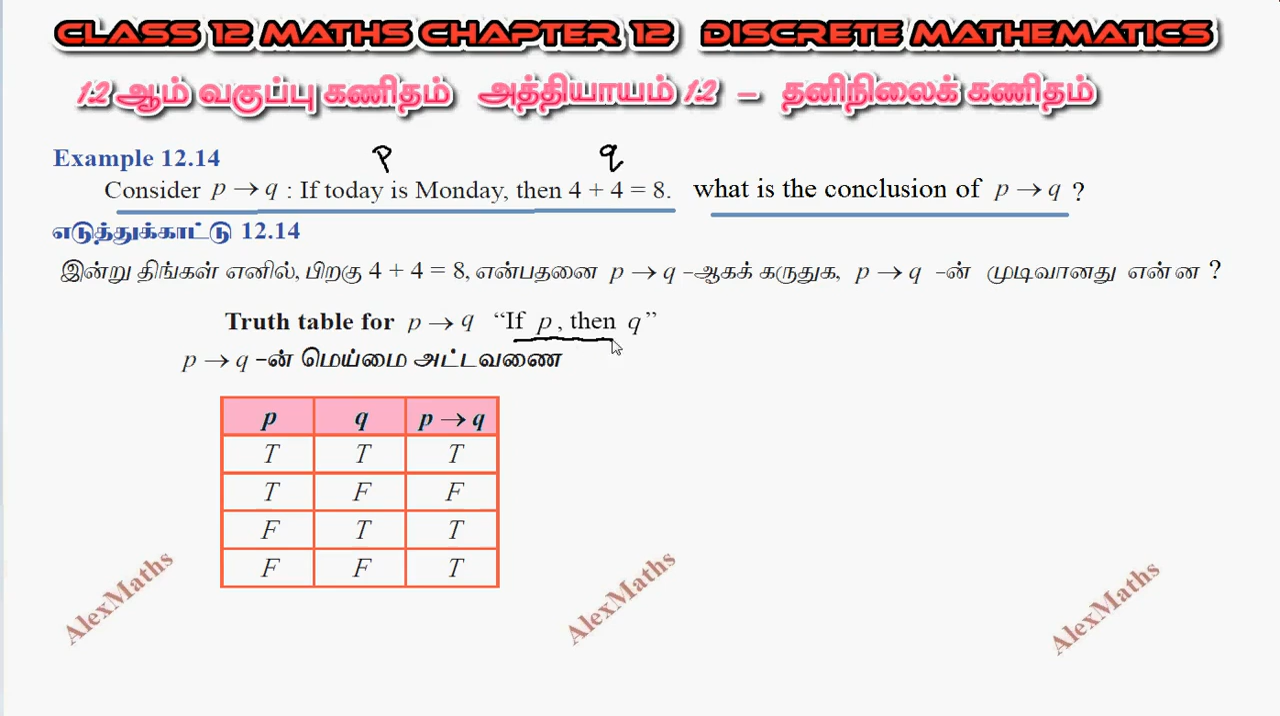 CLASS 12 MATHS CHAPTER 12 DISCRETE MATHEMATICS
12 ஆம் வகுப்பு கணிதம் அத்தியாயம் 12 – தனிநிலைக் கணிதம்
Example 12.14
p q
Consider p → q : If today is Monday, then 4 + 4 = 8. what is the conclusion of p → q ?
எடுத்துக்காட்டு 12.14
இன்று திங்கள் எனில், பிறகு 4 + 4 = 8, என்பதனை p → q -ஆகக் கருதுக, p → q -ன் முடிவானது என்ன ?
Truth table for p → q “If p , then q”
p → q -ன் மெய்மை அட்டவணை
p q p → q
T T T
T F F
F T T
F F T
AlexMaths AlexMaths AlexMaths